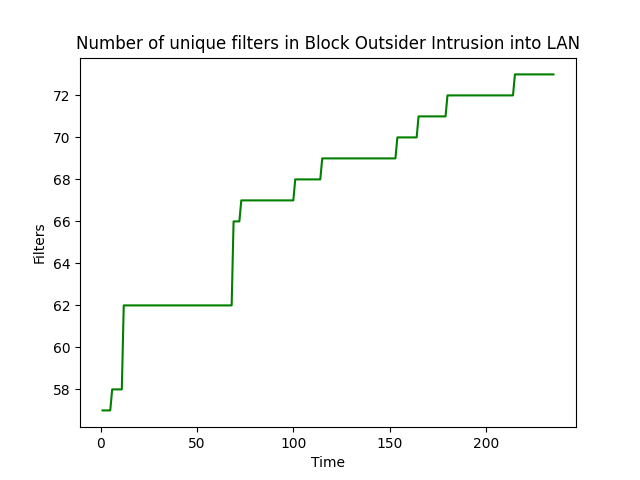 Number of unique filters in Block Outsider Intrusion into LAN
72
70
68
66
64
62
60
58
Filters
0 50 100 150 200
Time